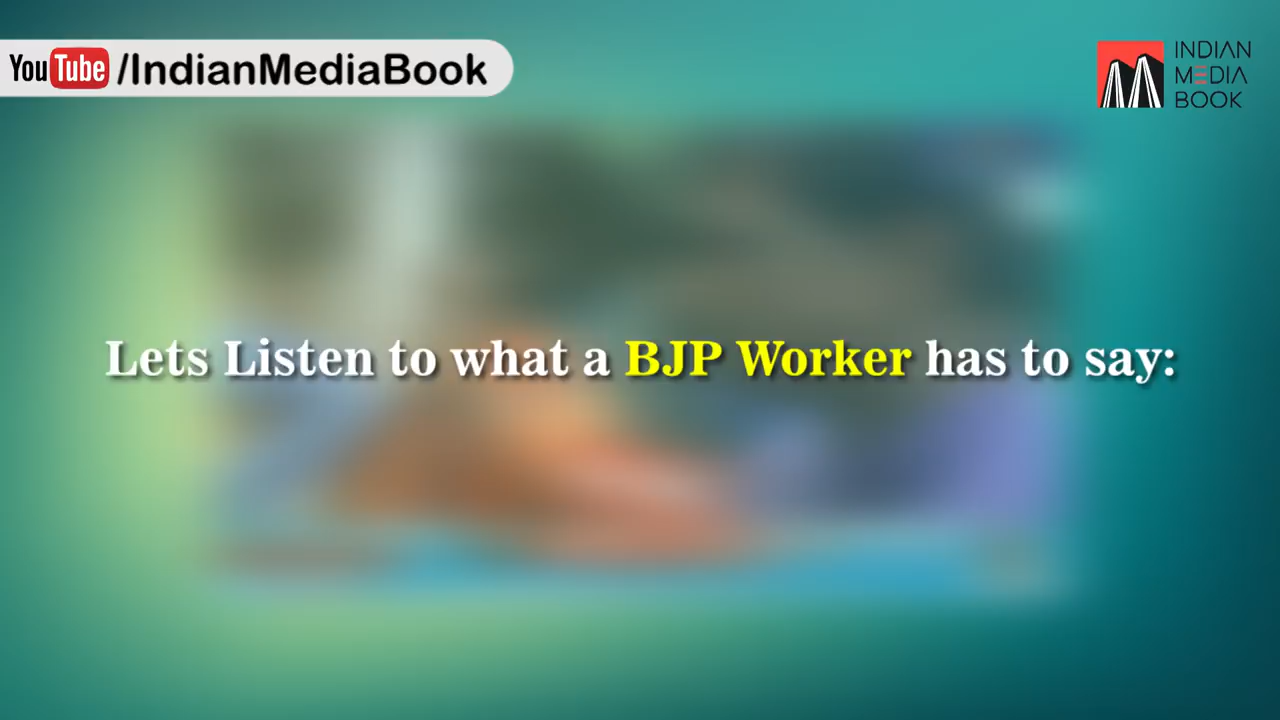 YouTube /IndianMediaBook
INDIAN
MEDIA
BOOK
Lets Listen to what a BJP Worker has to say: